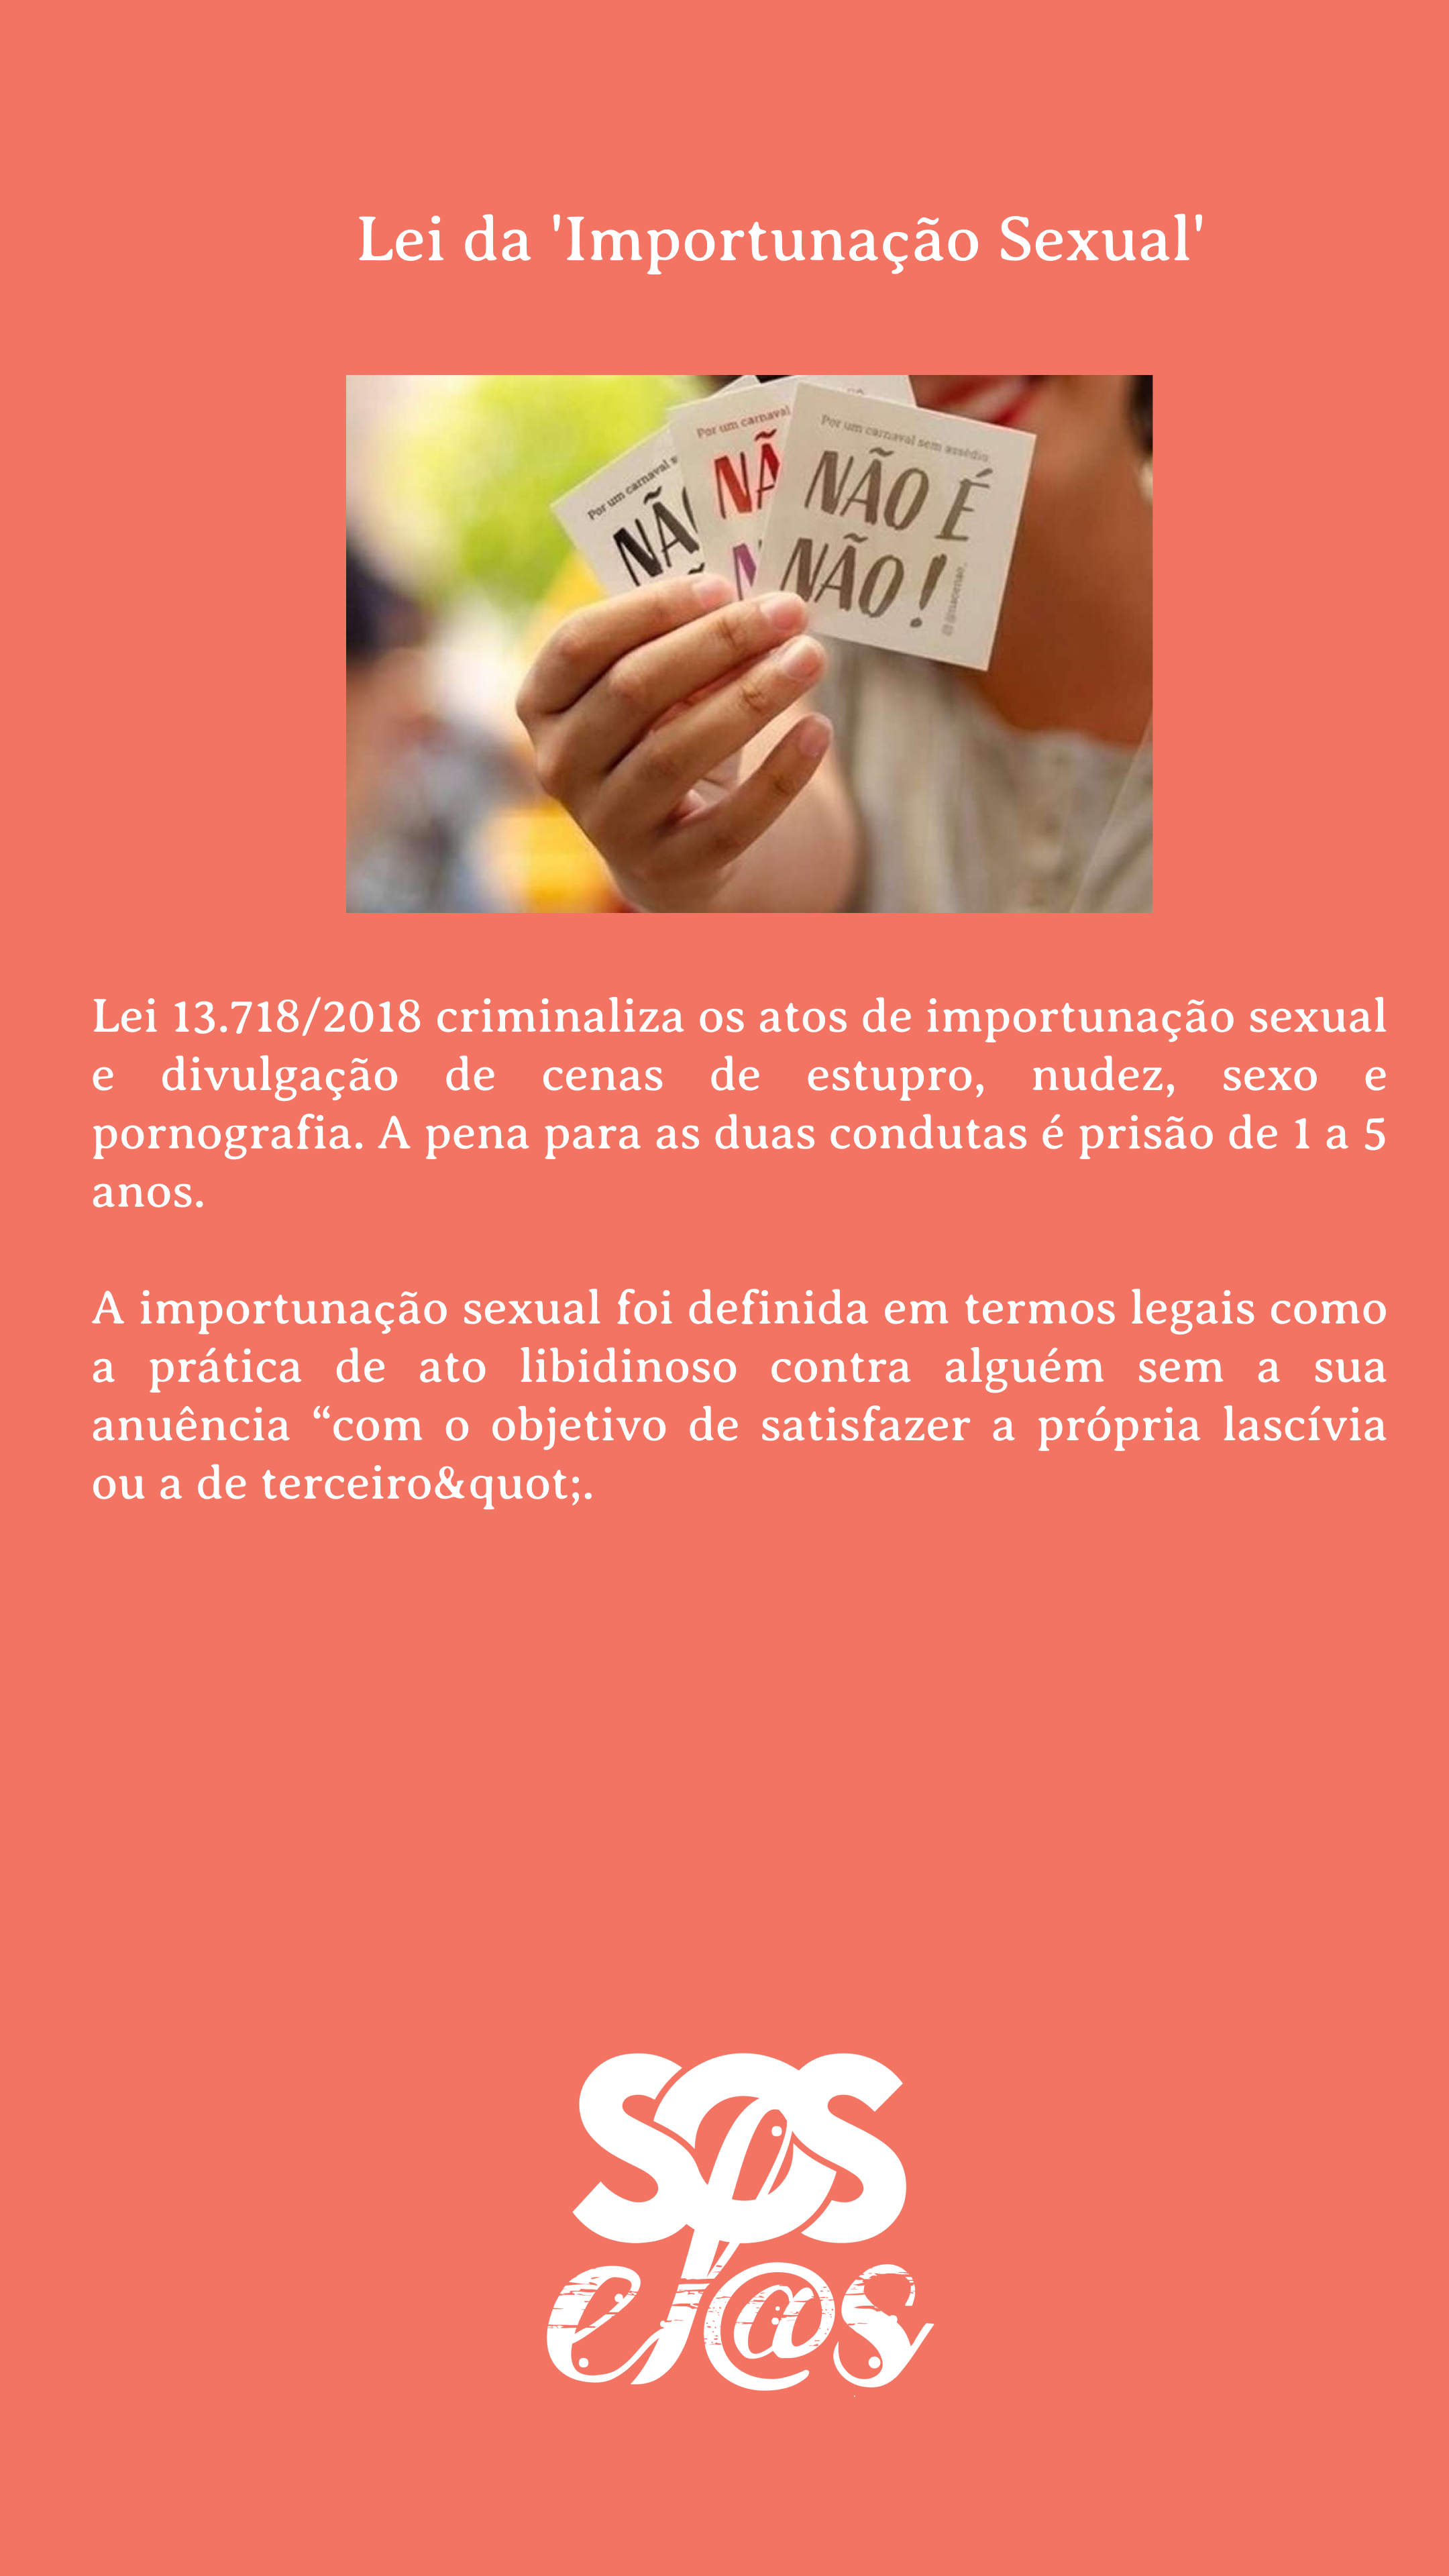 Lei da 'Importunação Sexual'
Por um carnaval s
NÃ
Por um carnaval
NÃ
N
Por um carnaval sem assédio
NÃO É
NÃO!
@naoenao_
Lei 13.718/2018 criminaliza os atos de importunação sexual
e divulgação de cenas de estupro, nudez, sexo e
pornografia. A pena para as duas condutas é prisão de 1 a 5
anos.
A importunação sexual foi definida em termos legais como
a prática de ato libidinoso contra alguém sem a sua
anuência “com o objetivo de satisfazer a própria lascívia
ou a de terceiro&quot;.
SOS
el@s